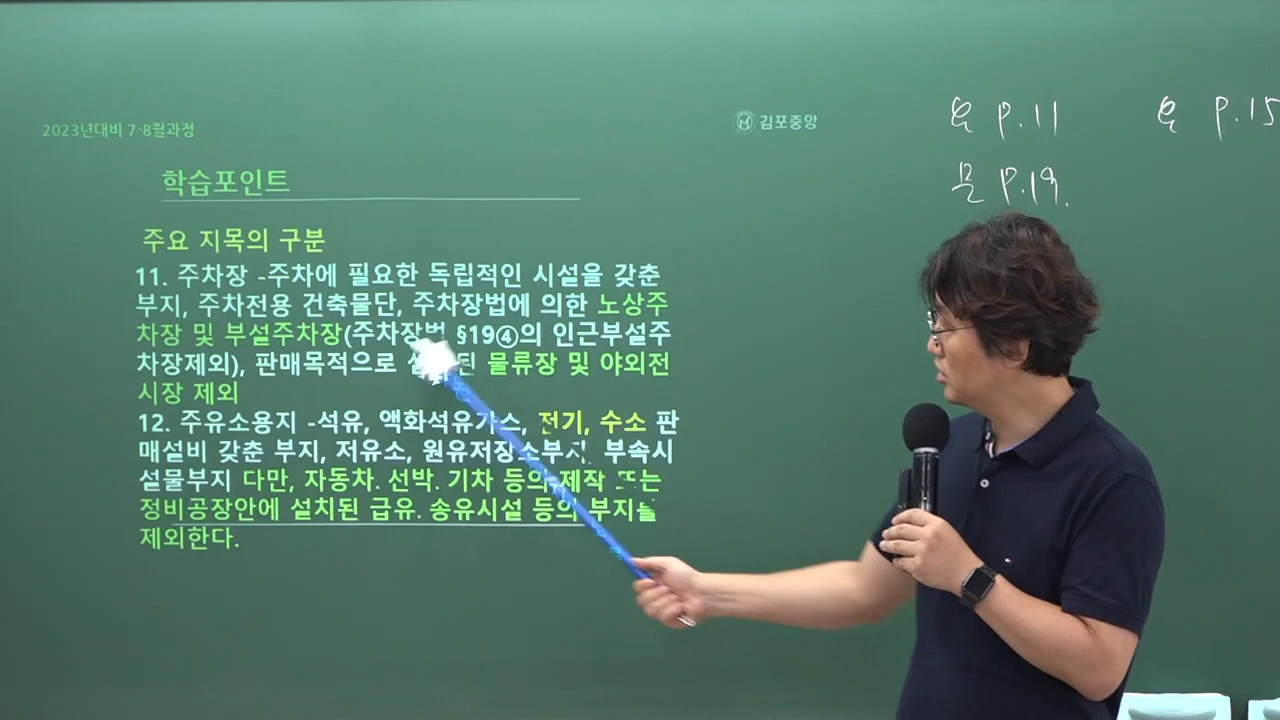 2023년대비 7·8월과정
김포중앙
요 P.11
요 P.15
문 P.19.
학습포인트
주요 지목의 구분
11. 주차장 -주차에 필요한 독립적인 시설을 갖춘
부지, 주차전용 건축물단, 주차장법에 의한 노상주
차장 및 부설주차장(주차장법 §19④의 인근부설주
차장제외), 판매목적으로 된 물류장 및 야외전
시장 제외
12. 주유소용지 -석유, 액화석유가스, 전기, 수소 판
매설비 갖춘 부지, 저유소, 원유저장소부지, 부속시
설물부지 다만, 자동차. 선박. 기차 등의 제작 또는
정비공장안에 설치된 급유. 송유시설 등의 부지를
제외한다.